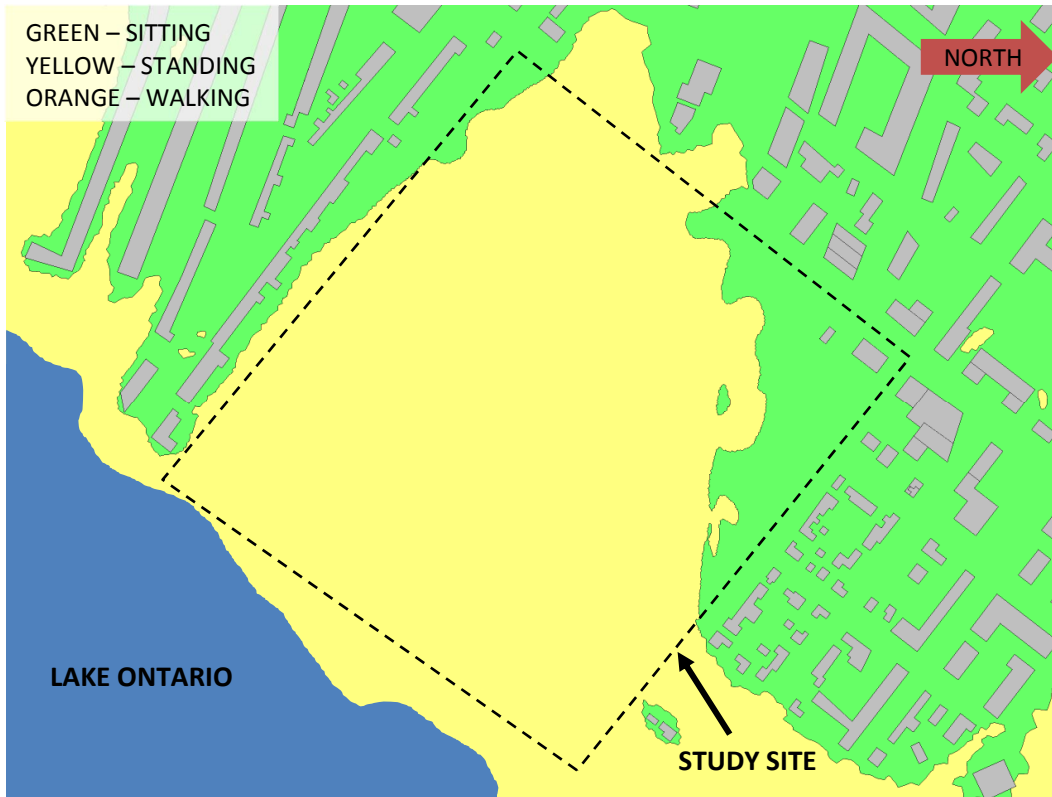 GREEN – SITTING
YELLOW – STANDING
ORANGE – WALKING
NORTH
LAKE ONTARIO
STUDY SITE